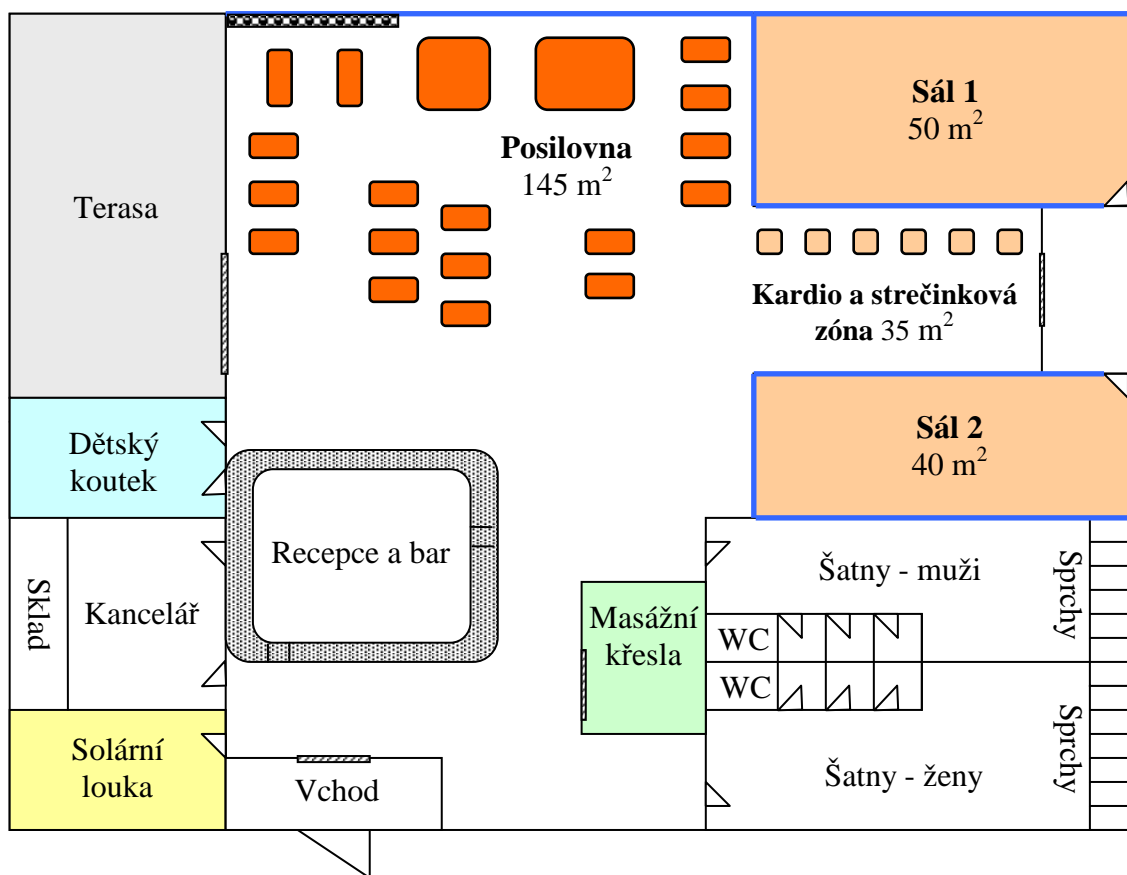 Sál 1
50 m²
Posilovna
145 m²
Terasa
Kardio a strečinková
zóna 35 m²
Dětský
koutek
Sál 2
40 m²
Recepce a bar
Sklad
Kancelář
Šatny - muži
Sprchy
Masážní
křesla
WC
WC
Solární
louka
Vchod
Šatny - ženy
Sprchy